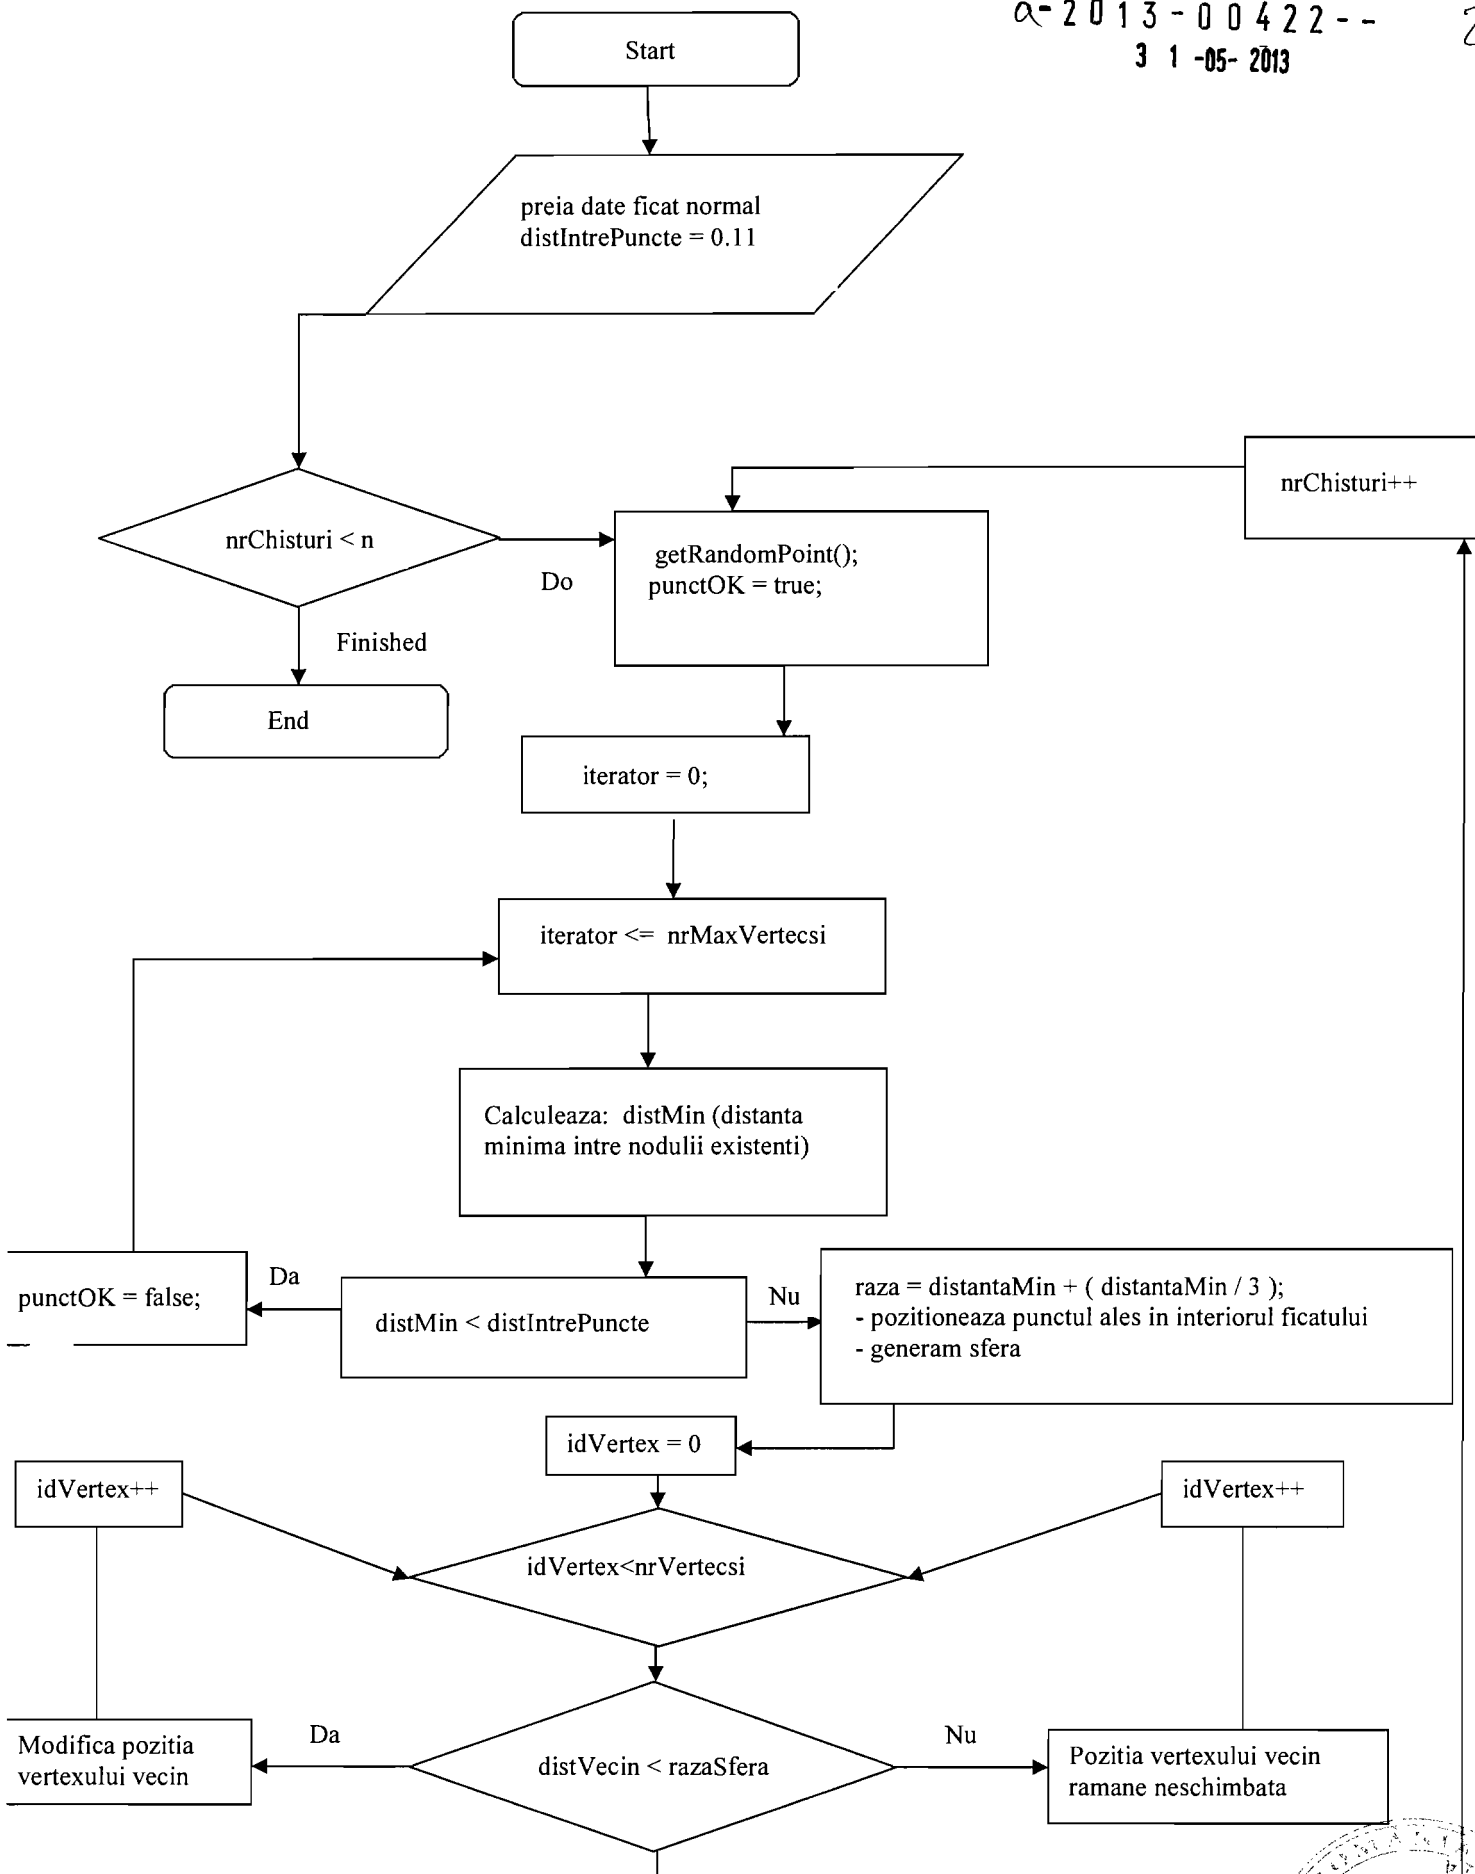 a-2013-00422--
31-05-2013
Start
preia date ficat normal
distIntrePuncte = 0.11
nrChisturi++
nrChisturi < n
getRandomPoint();
punctOK = true;
Do
Finished
End
iterator = 0;
iterator <= nrMaxVertecsi
Calculeaza: distMin (distanta
minima intre nodulii existenti)
punctOK = false;
Da
distMin < distIntrePuncte
Nu
raza = distantaMin + ( distantaMin / 3 );
- pozitioneaza punctul ales in interiorul ficatului
- generam sfera
idVertex = 0
idVertex++
idVertex++
idVertex<nrVertecsi
Modifica pozitia
vertexului vecin
Da
distVecin < razaSfera
Nu
Pozitia vertexului vecin
ramane neschimbata